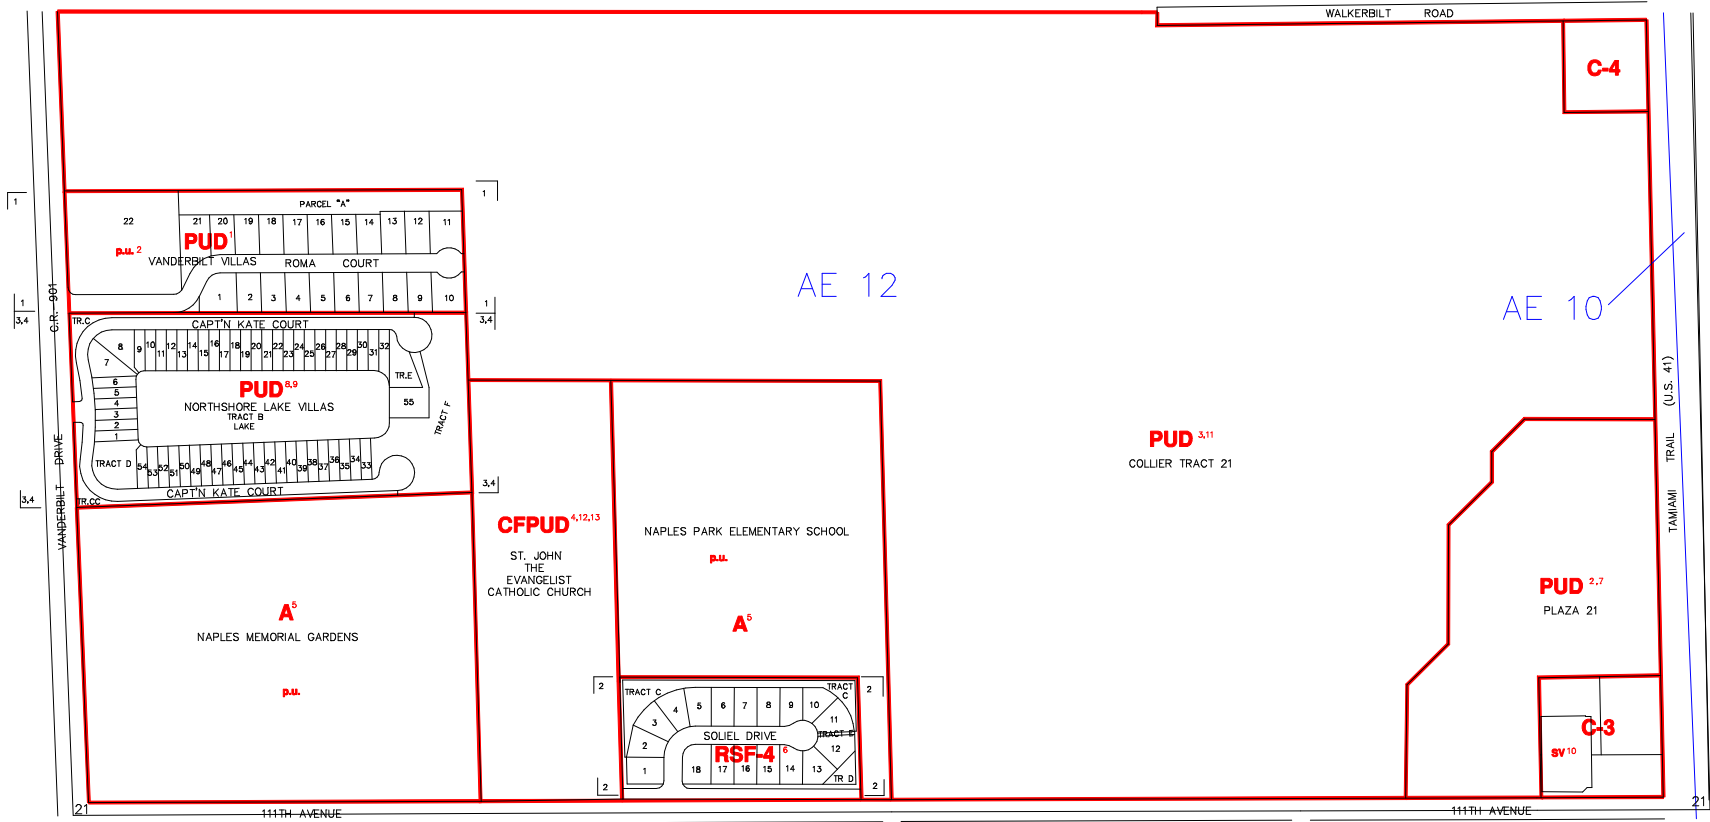 WALKERBILT ROAD
C-4
1
1
PARCEL "A"
22
21 20 19 18 17 16 15 14 13 12 11
PUD 1
p.u. 2
VANDERBILT VILLAS
ROMA COURT
AE 12
AE 10
1 2 3 4 5 6 7 8 9 10
1
3,4
1
3,4
C.R. 901
TR.C
CAPT'N KATE COURT
7 8 9 10 11 12 13 14 15 16 17 18 19 20 21 22 23 24 25 26 27 28 29 30 31 32
6
5
4
3
2
1
PUD 8,9
NORTHSHORE LAKE VILLAS
TRACT B
LAKE
TR.E
55
TRACT F
(U.S. 41)
TRAIL
TAMIAMI
PUD 3,11
COLLIER TRACT 21
TRACT D
54 53 52 51 50 49 48 47 46 45 44 43 42 41 40 39 38 37 36 35 34 33
CAPT'N KATE COURT
TR.CC
3,4
3,4
VANDERBILT DRIVE
CFPUD 4,12,13
ST. JOHN
THE
EVANGELIST
CATHOLIC CHURCH
NAPLES PARK ELEMENTARY SCHOOL
p.u.
A 5
A 5
NAPLES MEMORIAL GARDENS
p.u.
PUD 2,7
PLAZA 21
2
2
TRACT C
TRACT
C
1 2 3 4 5 6 7 8 9 10 11 12
SOLIEL DRIVE
TRACT E
RSF-4 6
18 17 16 15 14 13
TR D
2
2
C-3
SV 10
21
111TH AVENUE
111TH AVENUE
21